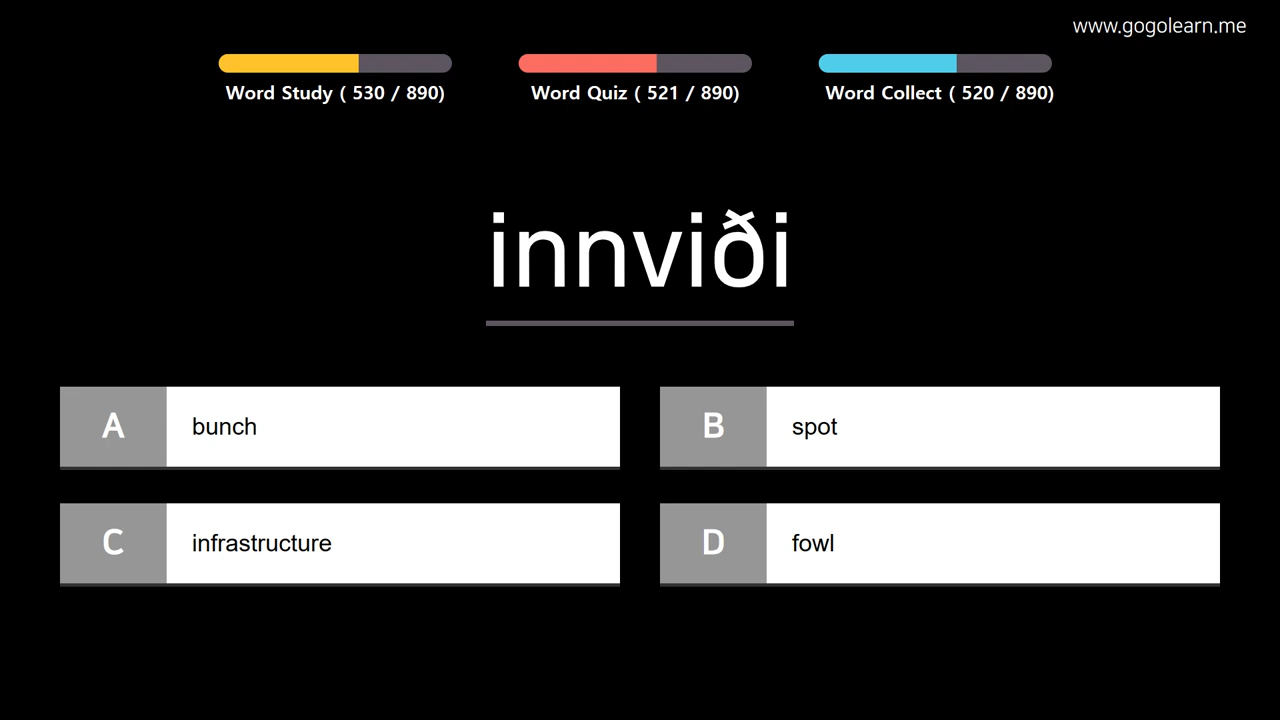 www.gogolearn.me
Word Study ( 530 / 890)
Word Quiz ( 521 / 890)
Word Collect ( 520 / 890)
innviði
A bunch
B spot
C infrastructure
D fowl